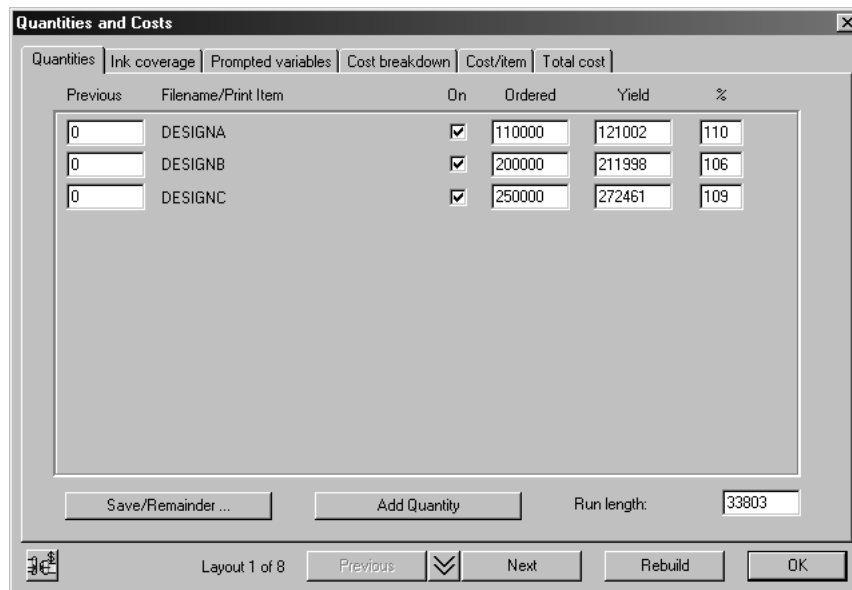 Quantities and Costs
Quantities Ink coverage Prompted variables Cost breakdown Cost/item Total cost
Previous Filename/Print Item On Ordered Yield %
0 DESIGNA 110000 121002 110
0 DESIGNB 200000 211998 106
0 DESIGNC 250000 272461 109
Save/Remainder ... Add Quantity Run length: 33803
Layout 1 of 8 Previous Next Rebuild OK